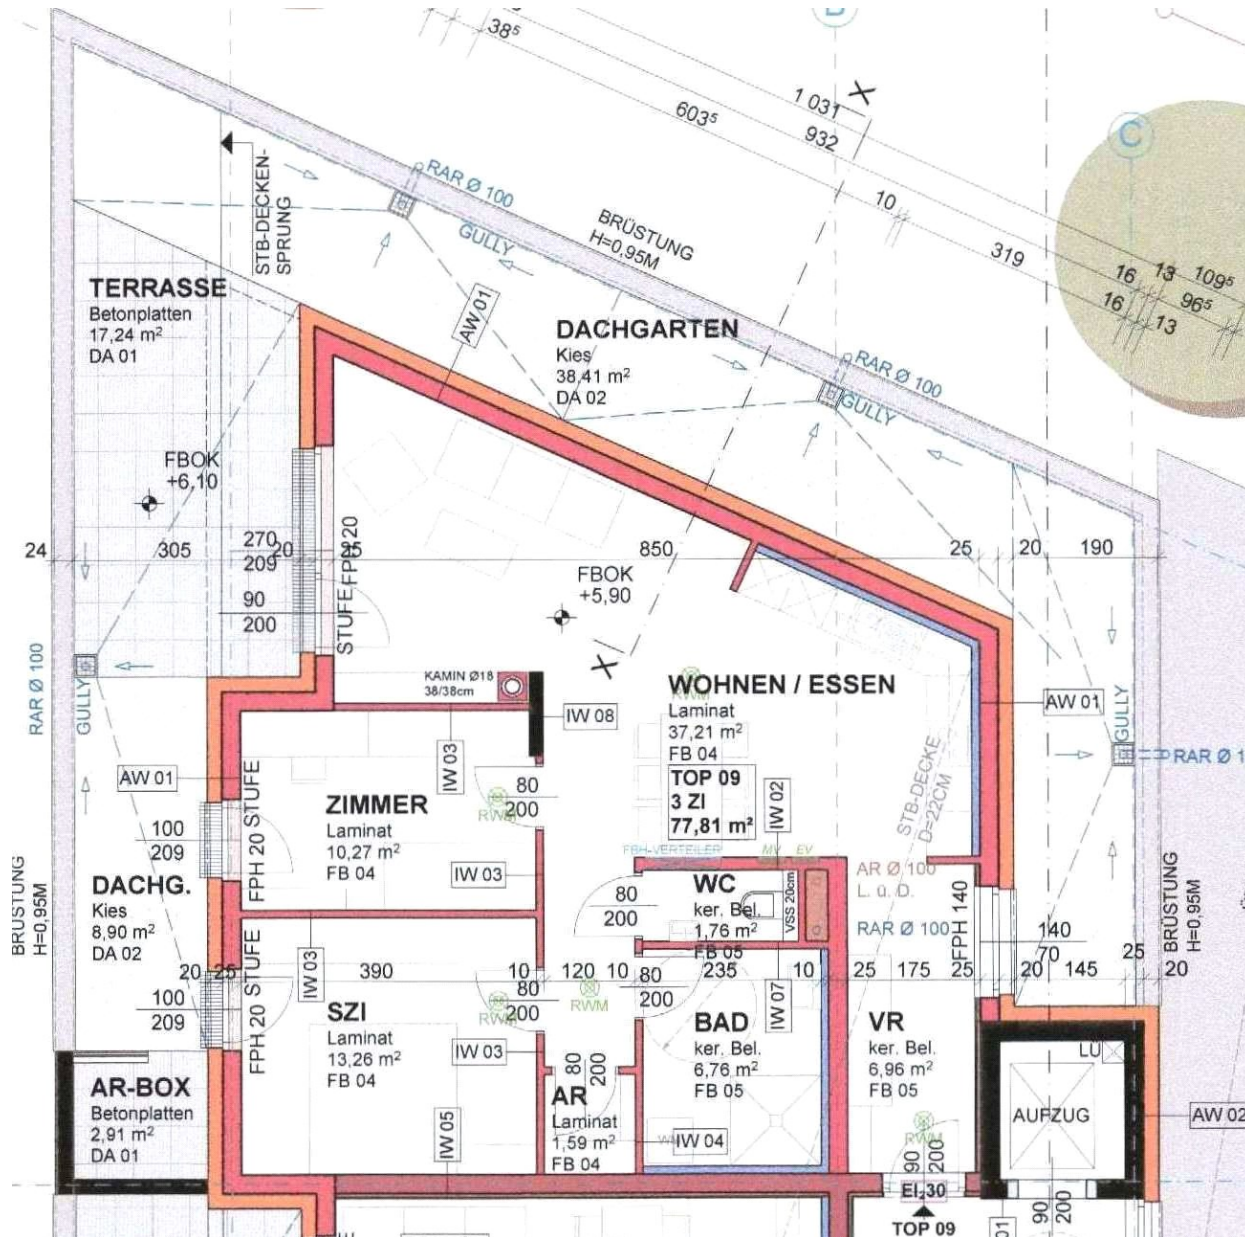 38⁵
603⁵
1 031
932
X
C
10
319
16
13
109⁵
16
96⁵
13
RAR Ø 100
GULLY
STB-DECKEN-
SPRUNG
BRÜSTUNG
H=0,95M
AW 01
TERRASSE
Betonplatten
17,24 m²
DA 01
DACHGARTEN
Kies
38,41 m²
DA 02
RAR Ø 100
GULLY
FBOK
+6,10
24
305
270
209
20
25
850
25
20
190
90
200
STUFE FPH 20
FBOK
+5,90
X
RAR Ø 100
GULLY
KAMIN Ø18
38/38cm
IW 08
IW 03
WOHNEN / ESSEN
Laminat
37,21 m²
FB 04
RWM
TOP 09
3 ZI
77,81 m²
IW 02
STB-DECKE
D=22CM
AW 01
GULLY
RAR Ø 1
AW 01
100
209
FPH 20 STUFE
ZIMMER
Laminat
10,27 m²
FB 04
80
200
RWM
IW 03
FBH-VERTEILER
MV
EV
BRÜSTUNG
H=0,95M
DACHG.
Kies
8,90 m²
DA 02
80
200
WC
ker. Bel.
1,76 m²
FB 05
VSS 20cm
AR Ø 100
L. ü. D.
RAR Ø 100
FPH 140
140
70
BRÜSTUNG
H=0,95M
20
25
390
10
120
10
235
10
25
175
25
20
145
25
20
100
209
FPH 20 STUFE
IW 03
80
200
RWM
RWM
80
200
IW 07
SZI
Laminat
13,26 m²
FB 04
IW 03
BAD
ker. Bel.
6,76 m²
FB 05
VR
ker. Bel.
6,96 m²
FB 05
LÜ
AR-BOX
Betonplatten
2,91 m²
DA 01
80
200
AR
Laminat
1,59 m²
FB 04
IW 05
IW 04
RWM
AUFZUG
AW 02
90
200
EI₂30
TOP 09
90
200
01